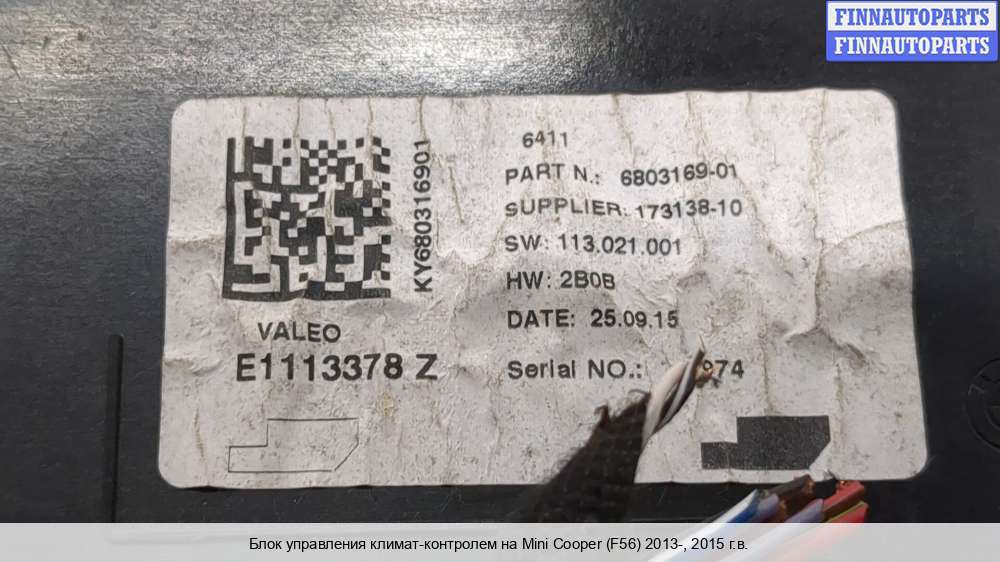 FINNAUTOPARTS
FINNAUTOPARTS
6411
PART N.: 6803169-01
SUPPLIER: 173138-10
SW: 113.021.001
HW: 2B0B
DATE: 25.09.15
Serial NO.:
KY680316901
VALEO
E1113378 Z
Блок управления климат-контролем на Mini Cooper (F56) 2013-, 2015 г.в.